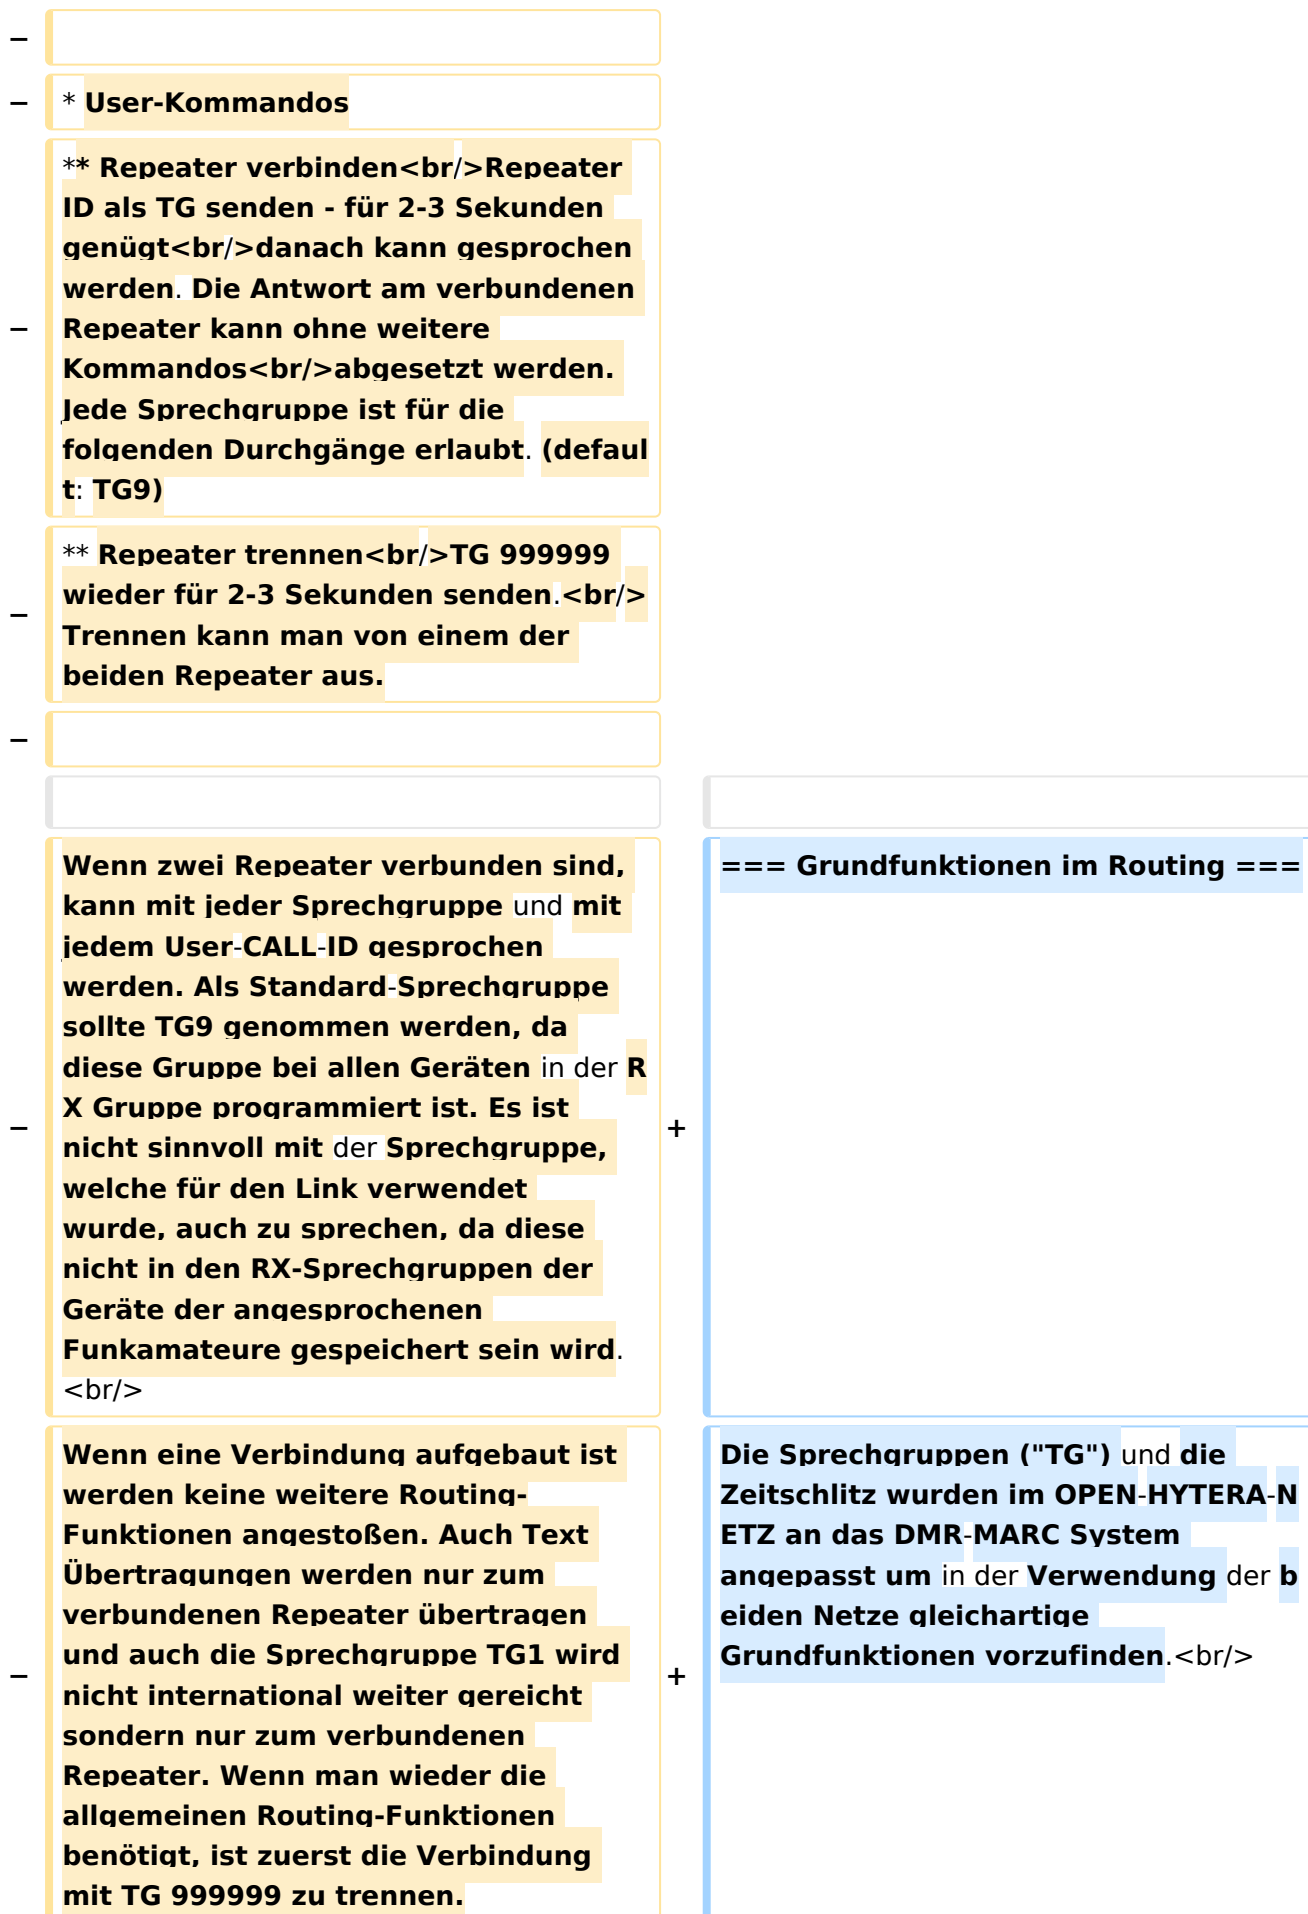 −
− * User-Kommandos
** Repeater verbinden<br/>Repeater
ID als TG senden - für 2-3 Sekunden
genügt<br/>danach kann gesprochen
werden. Die Antwort am verbundenen
− Repeater kann ohne weitere
Kommandos<br/>abgesetzt werden.
Jede Sprechgruppe ist für die
folgenden Durchgänge erlaubt. (defaul
t: TG9)
** Repeater trennen<br/>TG 999999
wieder für 2-3 Sekunden senden.<br/>
−
Trennen kann man von einem der
beiden Repeater aus.
−
Wenn zwei Repeater verbunden sind,
kann mit jeder Sprechgruppe und mit
jedem User-CALL-ID gesprochen
werden. Als Standard-Sprechgruppe
sollte TG9 genommen werden, da
diese Gruppe bei allen Geräten in der R
X Gruppe programmiert ist. Es ist
−
nicht sinnvoll mit der Sprechgruppe,
welche für den Link verwendet
wurde, auch zu sprechen, da diese
nicht in den RX-Sprechgruppen der
Geräte der angesprochenen
Funkamateure gespeichert sein wird.
<br/>
+
=== Grundfunktionen im Routing ===
Wenn eine Verbindung aufgebaut ist
werden keine weitere Routing-
Funktionen angestoßen. Auch Text
Übertragungen werden nur zum
verbundenen Repeater übertragen
und auch die Sprechgruppe TG1 wird
−
nicht international weiter gereicht
sondern nur zum verbundenen
Repeater. Wenn man wieder die
allgemeinen Routing-Funktionen
benötigt, ist zuerst die Verbindung
mit TG 999999 zu trennen.
+
Die Sprechgruppen ("TG") und die
Zeitschlitz wurden im OPEN-HYTERA-N
ETZ an das DMR-MARC System
angepasst um in der Verwendung der b
eiden Netze gleichartige
Grundfunktionen vorzufinden.<br/>